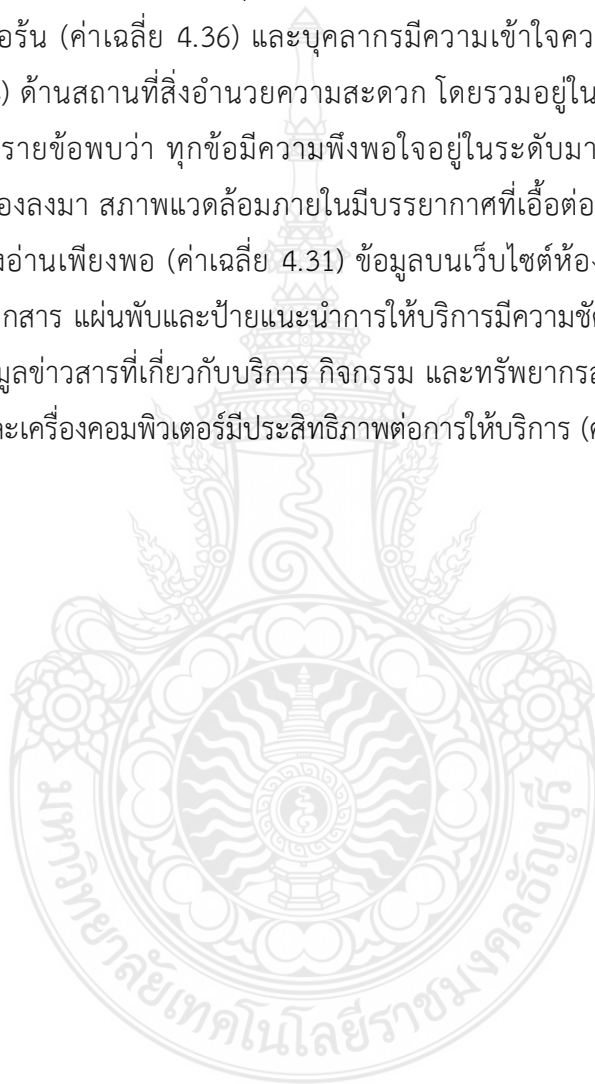 อร้น (ค่าเฉลี่ย 4.36) และบุคลากรมีความเข้าใจคว
) ด้านสถานที่สิ่งอำนวยความสะดวก โดยรวมอยู่ใน
รายข้อพบว่า ทุกข้อมีความพึงพอใจอยู่ในระดับมา
องลงมา สภาพแวดล้อมภายในมีบรรยากาศที่เอื้อต่อ
งอ่านเพียงพอ (ค่าเฉลี่ย 4.31) ข้อมูลบนเว็บไซต์ห้อง
กสาร แผ่นพับและป้ายแนะนำการให้บริการมีความชัด
มูลข่าวสารที่เกี่ยวกับบริการ กิจกรรม และทรัพยากรส
ละเครื่องคอมพิวเตอร์มีประสิทธิภาพต่อการให้บริการ (ค
มหาวิทยาลัยเทคโนโลยีราชมงคลธัญบุรี